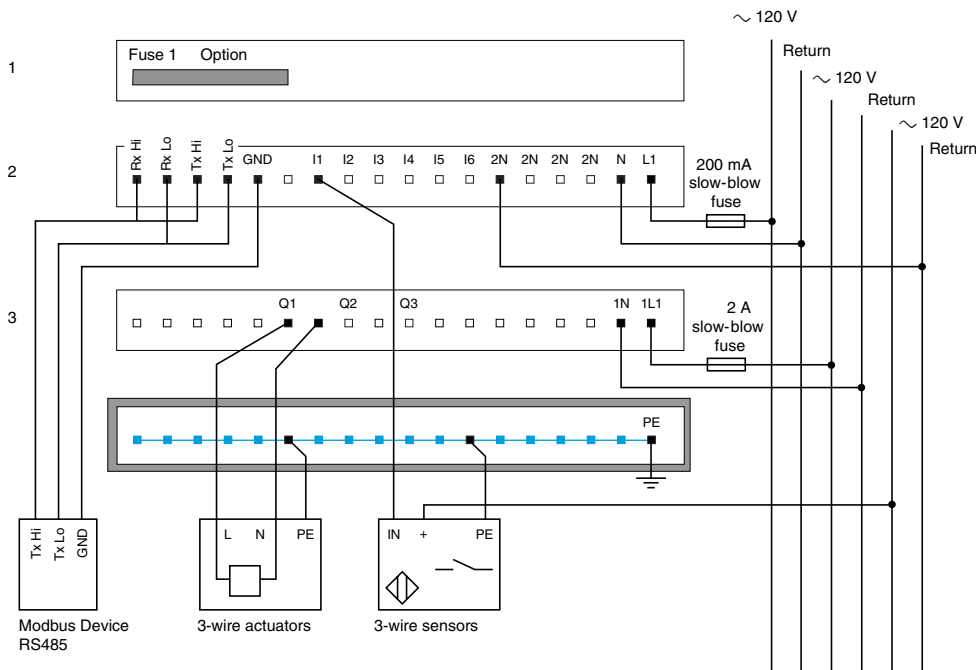 ∼ 120 V
Return
∼ 120 V
Return
∼ 120 V
Return
1
Fuse 1 Option
2
Rx Hi Rx Lo Tx Hi Tx Lo GND I1 I2 I3 I4 I5 I6 2N 2N 2N 2N N L1
200 mA
slow-blow
fuse
3
Q1 Q2 Q3 1N 1L1
2 A
slow-blow
fuse
PE
Tx Hi Tx Lo GND
L N PE
IN + PE
Modbus Device
RS485
3-wire actuators
3-wire sensors